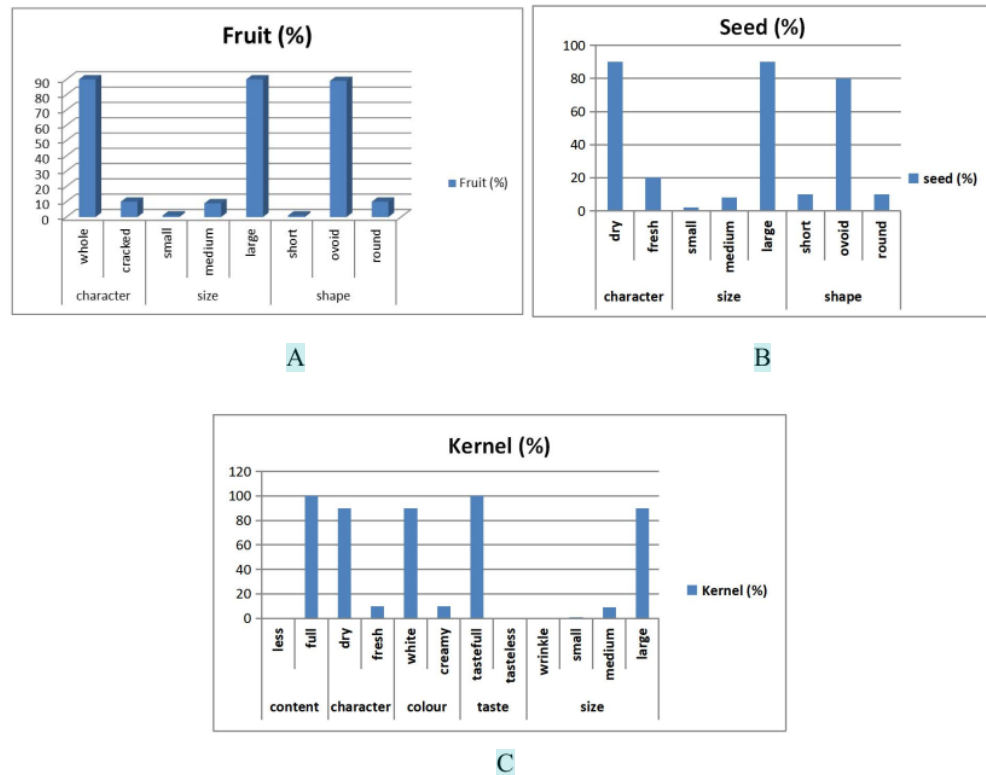 Fruit (%)
90
80
70
60
50
40
30
20
10
0
whole
cracked
small
medium
large
short
ovoid
round
character
size
shape
Fruit (%)
A
Seed (%)
100
80
60
40
20
0
dry
fresh
small
medium
large
short
ovoid
round
character
size
shape
seed (%)
B
Kernel (%)
120
100
80
60
40
20
0
less
full
dry
fresh
white
creamy
tastefull
tasteless
wrinkle
small
medium
large
content
character
colour
taste
size
Kernel (%)
C